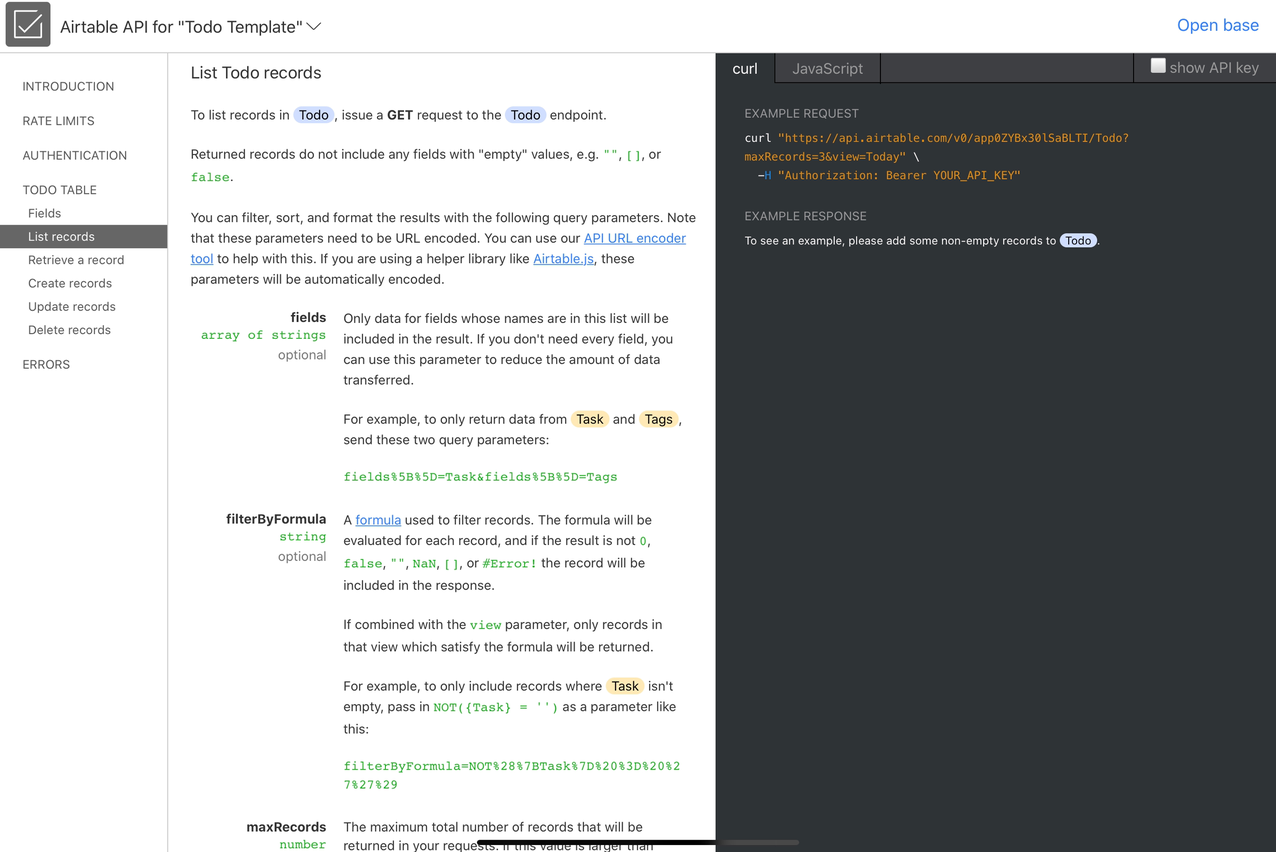 Airtable API for "Todo Template"
Open base
INTRODUCTION
RATE LIMITS
AUTHENTICATION
TODO TABLE
Fields
List records
Retrieve a record
Create records
Update records
Delete records
ERRORS
List Todo records
To list records in Todo, issue a GET request to the Todo endpoint.
Returned records do not include any fields with "empty" values, e.g. "", [], or
false.
You can filter, sort, and format the results with the following query parameters. Note
that these parameters need to be URL encoded. You can use our API URL encoder
tool to help with this. If you are using a helper library like Airtable.js, these
parameters will be automatically encoded.
fields
array of strings
optional
Only data for fields whose names are in this list will be
included in the result. If you don't need every field, you
can use this parameter to reduce the amount of data
transferred.
For example, to only return data from Task and Tags,
send these two query parameters:
fields%5B%5D=Task&fields%5B%5D=Tags
filterByFormula
string
optional
A formula used to filter records. The formula will be
evaluated for each record, and if the result is not 0,
false, "", NaN, [], or #Error! the record will be
included in the response.
If combined with the view parameter, only records in
that view which satisfy the formula will be returned.
For example, to only include records where Task isn't
empty, pass in NOT({Task} = '') as a parameter like
this:
filterByFormula=NOT%28%7BTask%7D%20%3D%20%2
7%27%29
maxRecords
number
The maximum total number of records that will be
returned in your requests. If this value is larger than
curl
JavaScript
show API key
EXAMPLE REQUEST
curl "https://api.airtable.com/v0/app0ZYBx30lSaBLTI/Todo?
maxRecords=3&view=Today" \
-H "Authorization: Bearer YOUR_API_KEY"
EXAMPLE RESPONSE
To see an example, please add some non-empty records to Todo.